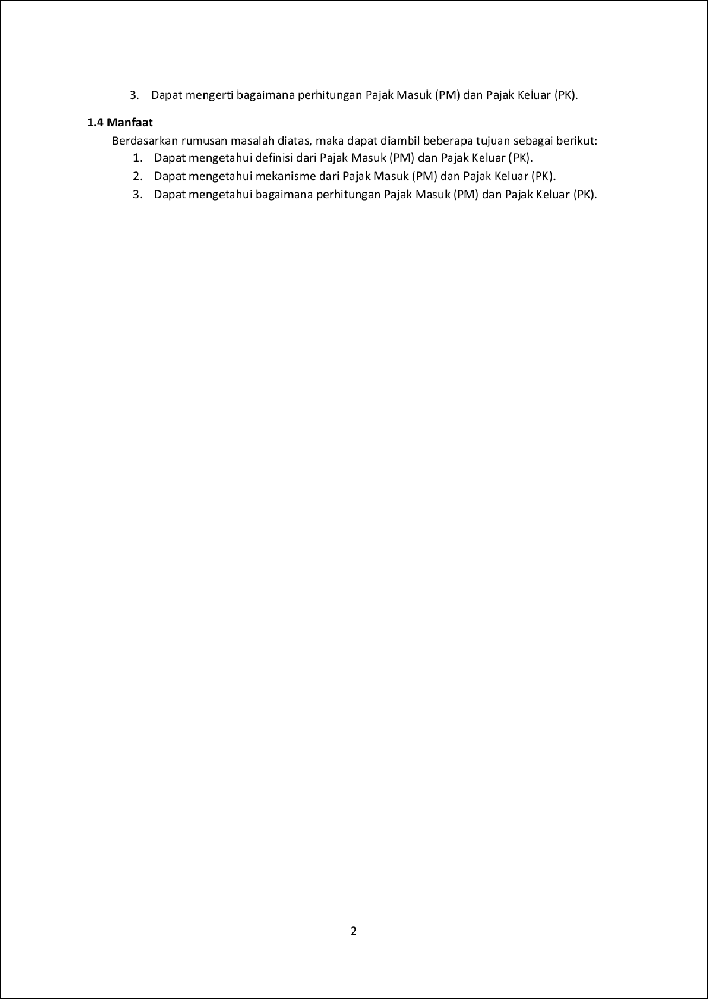 3. Dapat mengerti bagaimana perhitungan Pajak Masuk (PM) dan Pajak Keluar (PK).
1.4 Manfaat
Berdasarkan rumusan masalah diatas, maka dapat diambil beberapa tujuan sebagai berikut:
1. Dapat mengetahui definisi dari Pajak Masuk (PM) dan Pajak Keluar (PK).
2. Dapat mengetahui mekanisme dari Pajak Masuk (PM) dan Pajak Keluar (PK).
3. Dapat mengetahui bagaimana perhitungan Pajak Masuk (PM) dan Pajak Keluar (PK).
2